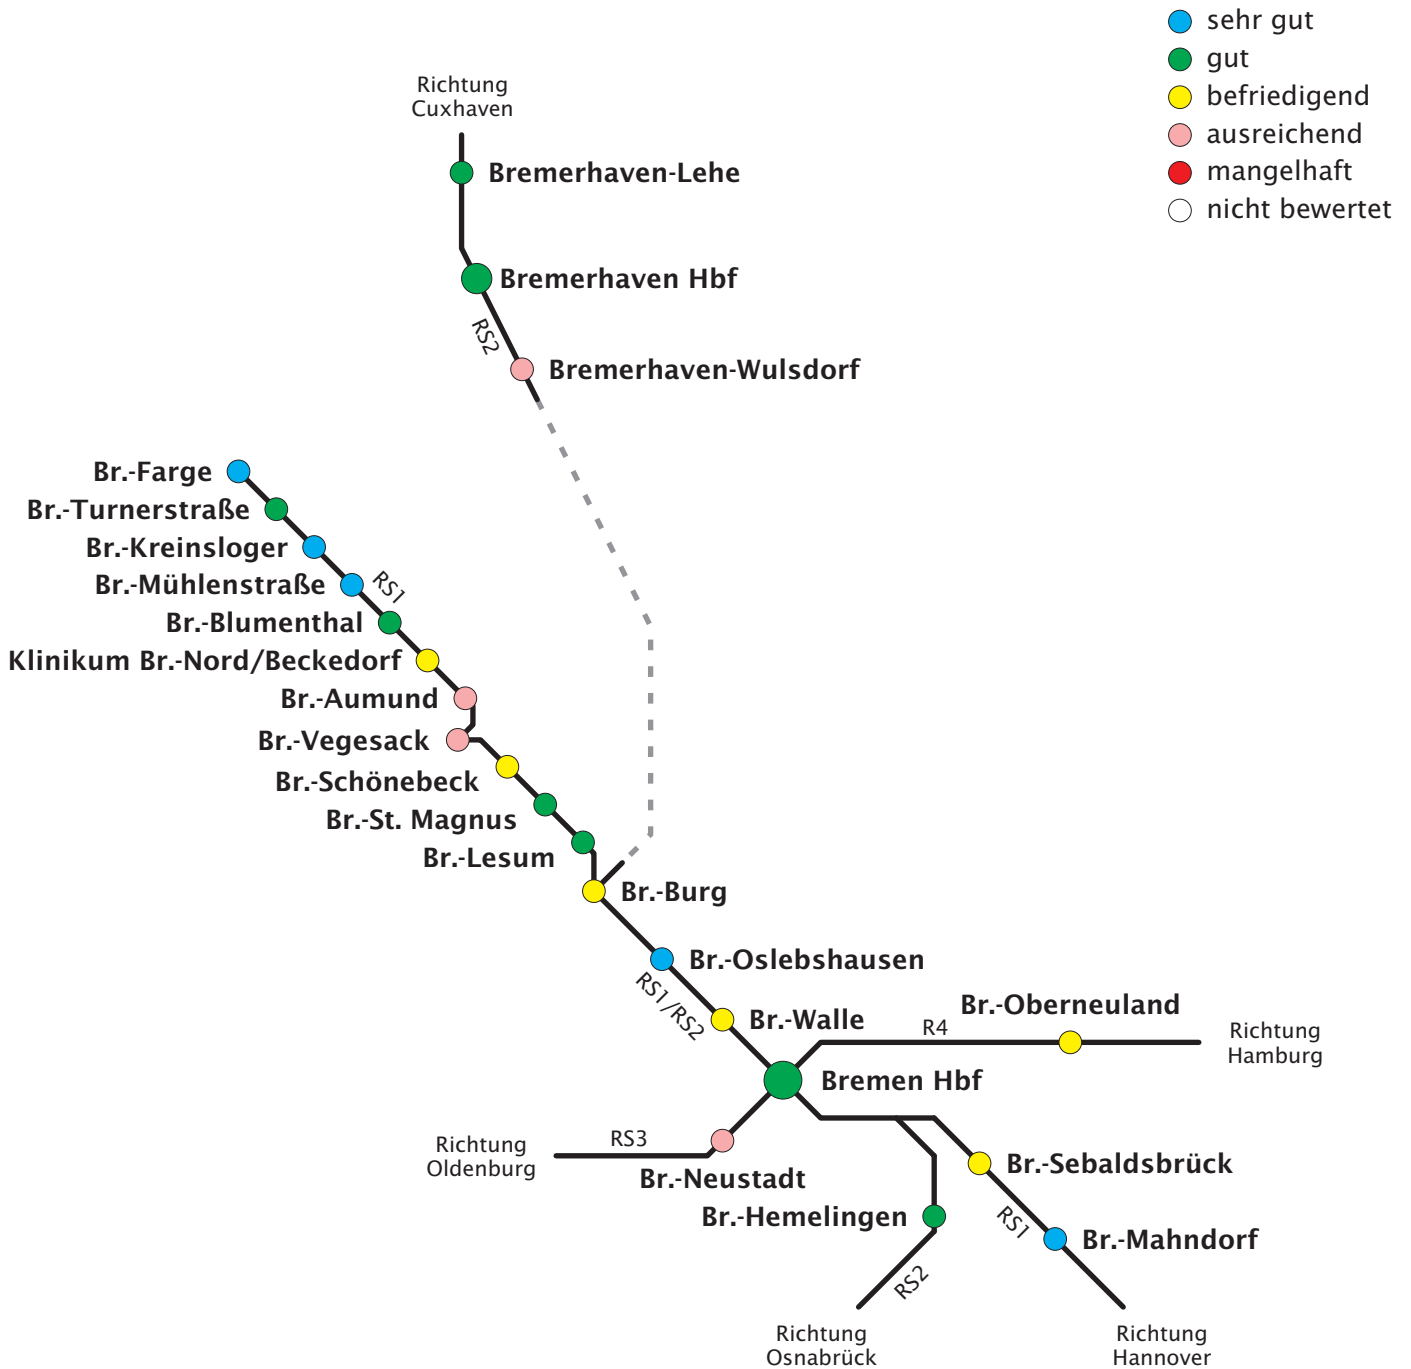 sehr gut
gut
befriedigend
ausreichend
mangelhaft
nicht bewertet
Richtung
Cuxhaven
Bremerhaven-Lehe
Bremerhaven Hbf
RS2
Bremerhaven-Wulsdorf
Br.-Farge
Br.-Turnerstraße
Br.-Kreinsloger
Br.-Mühlenstraße
RS1
Br.-Blumenthal
Klinikum Br.-Nord/Beckedorf
Br.-Aumund
Br.-Vegesack
Br.-Schönebeck
Br.-St. Magnus
Br.-Lesum
Br.-Burg
Br.-Oslebshausen
RS1/RS2
Br.-Walle
Br.-Oberneuland
R4
Richtung
Hamburg
Bremen Hbf
RS3
Richtung
Oldenburg
Br.-Neustadt
Br.-Sebaldsbrück
Br.-Hemelingen
RS1
Br.-Mahndorf
RS2
Richtung
Osnabrück
Richtung
Hannover